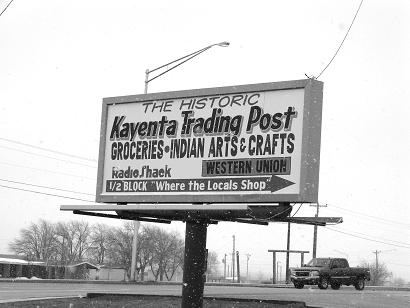 THE HISTORIC
Kayenta Trading Post
GROCERIES • INDIAN ARTS & CRAFTS
RadioShack WESTERN UNION
1/2 BLOCK "Where the Locals Shop"